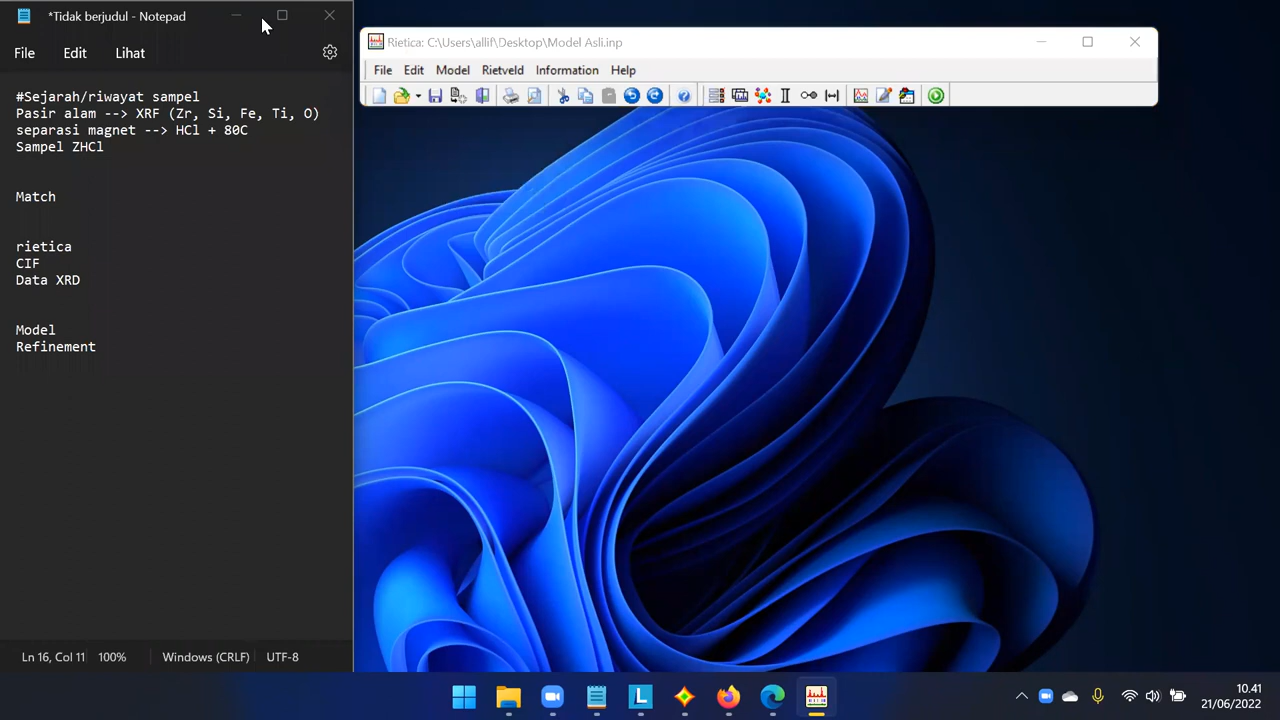 *Tidak berjudul - Notepad
File Edit Lihat
#Sejarah/riwayat sampel
Pasir alam --> XRF (Zr, Si, Fe, Ti, O)
separasi magnet --> HCl + 80C
Sampel ZHCl
Match
rietica
CIF
Data XRD
Model
Refinement
Ln 16, Col 11 100% Windows (CRLF) UTF-8
Rietica: C:\Users\allif\Desktop\Model Asli.inp
File Edit Model Rietveld Information Help
10.41
21/06/2022